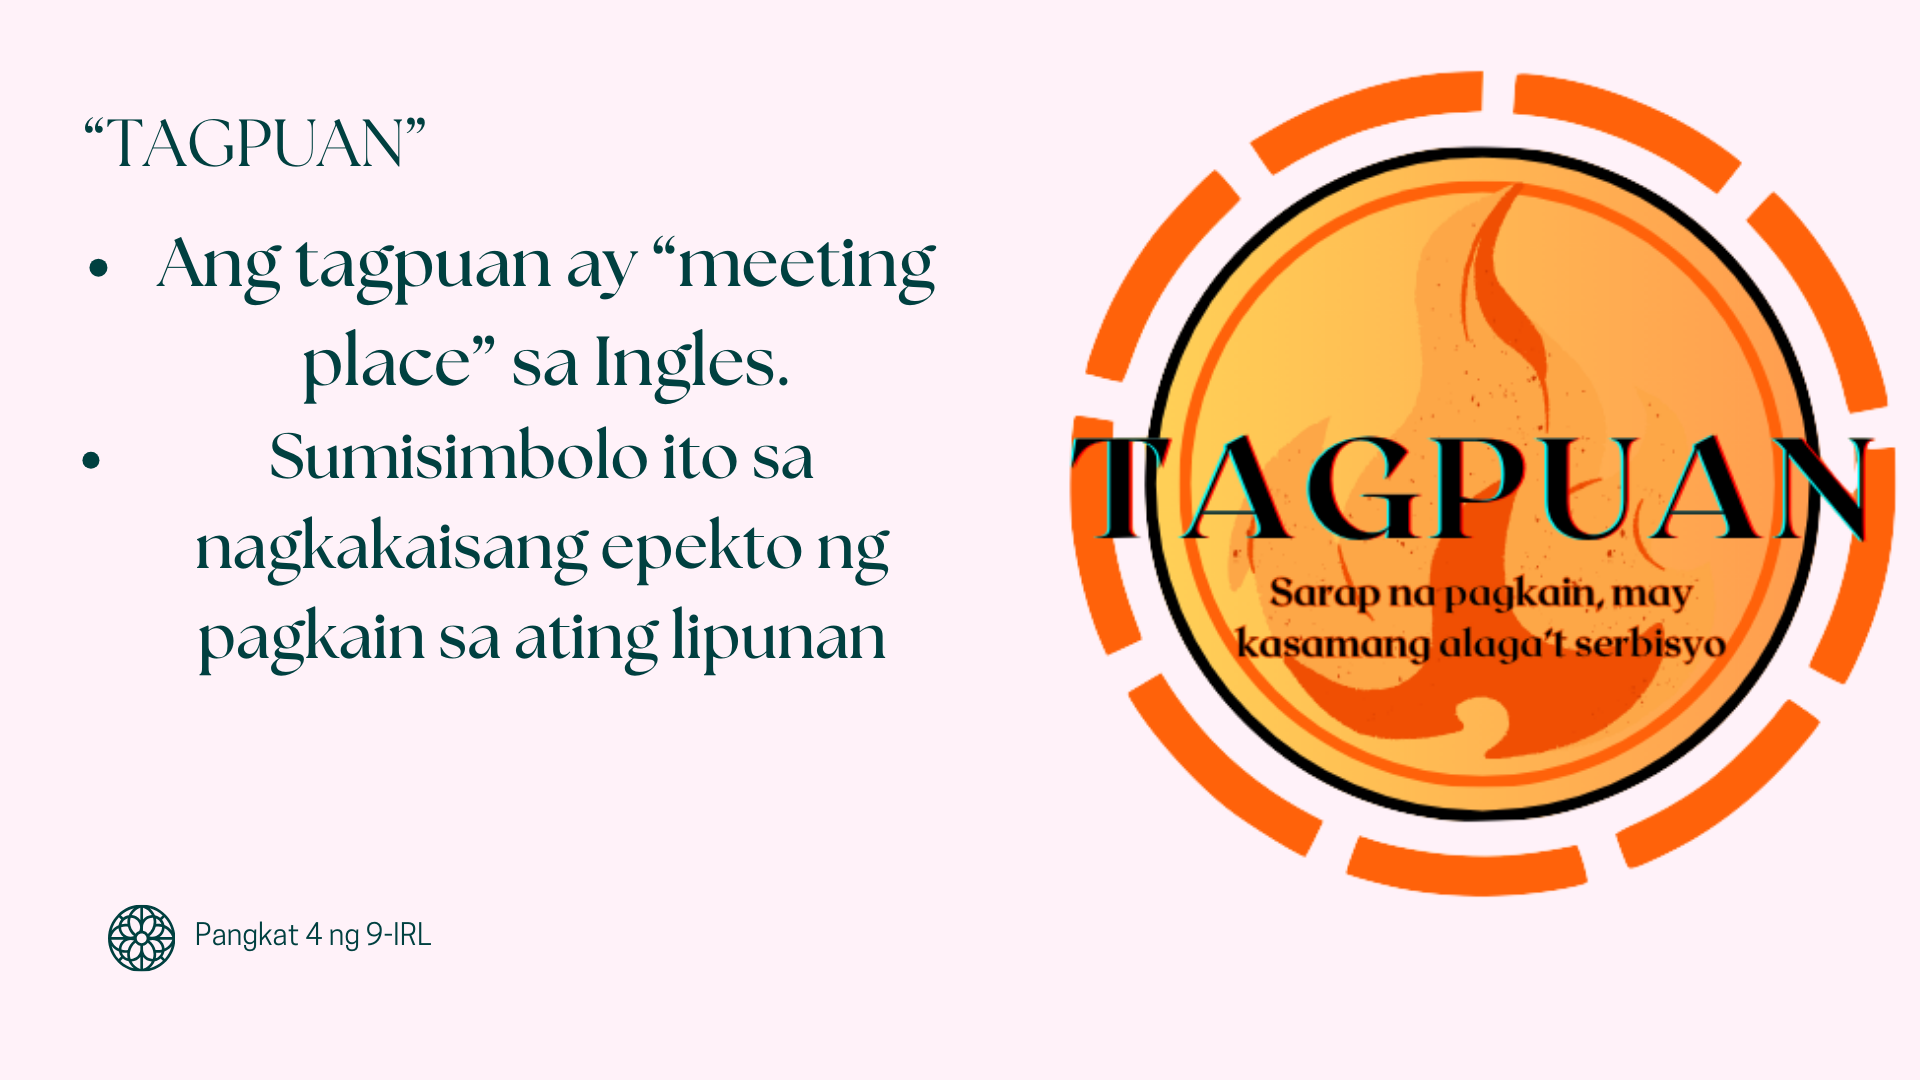 “TAGPUAN”
• Ang tagpuan ay “meeting
place” sa Ingles.
• Sumisimbolo ito sa
nagkakaisang epekto ng
pagkain sa ating lipunan
Pangkat 4 ng 9-IRL
TAGPUAN
Sarap na pagkain, may
kasamang alaga't serbisyo